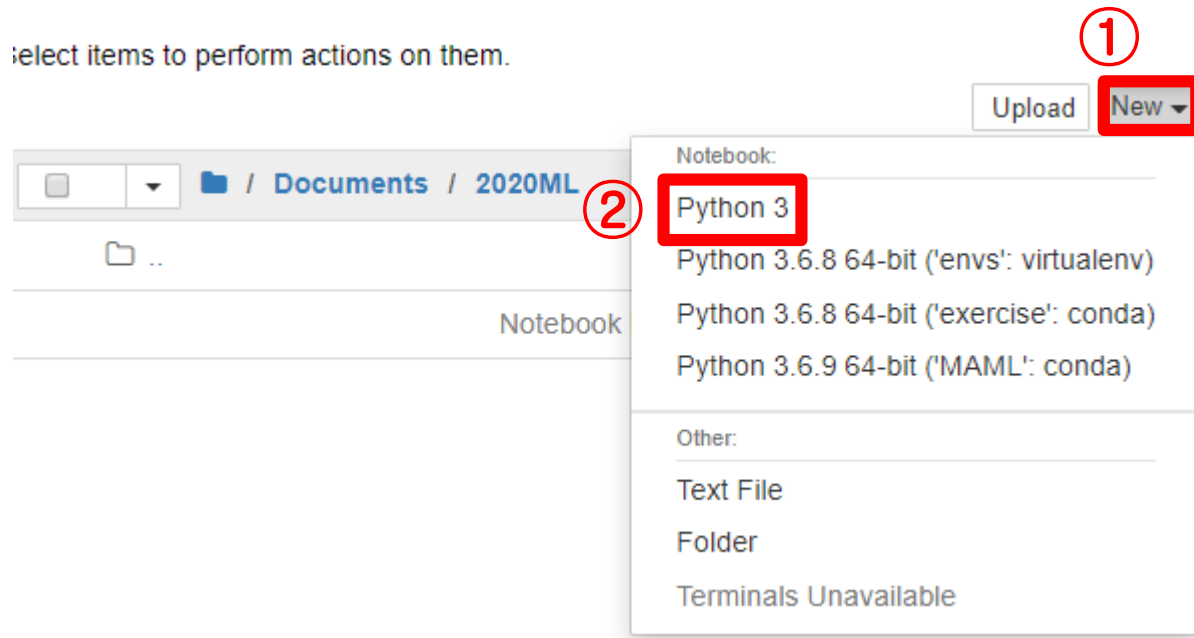 ①
select items to perform actions on them.
Upload New
/ Documents / 2020ML
Notebook:
② Python 3
..
Python 3.6.8 64-bit ('envs': virtualenv)
Notebook
Python 3.6.8 64-bit ('exercise': conda)
Python 3.6.9 64-bit ('MAML': conda)
Other:
Text File
Folder
Terminals Unavailable